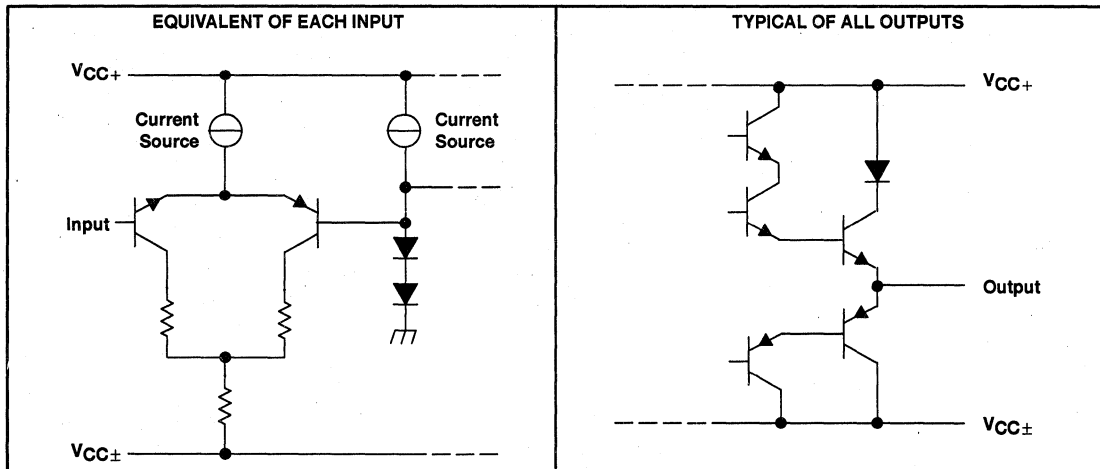 EQUIVALENT OF EACH INPUT
TYPICAL OF ALL OUTPUTS
VCC+
Current
Source
Current
Source
Input
VCC±
VCC+
Output
VCC±